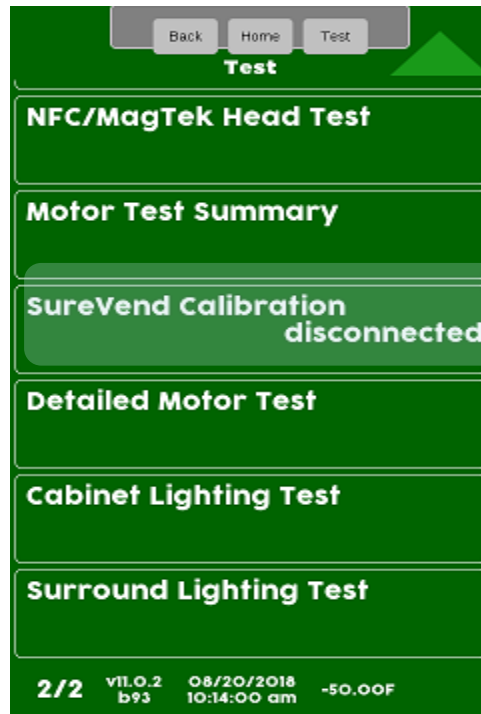 Back Home Test
Test
NFC/MagTek Head Test
Motor Test Summary
SureVend Calibration
disconnected
Detailed Motor Test
Cabinet Lighting Test
Surround Lighting Test
2/2 v11.0.2 08/20/2018 -50.00F
b93 10:14:00 am